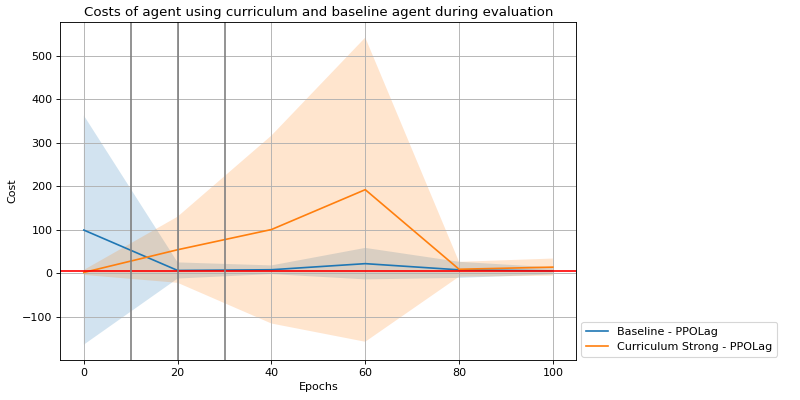 Costs of agent using curriculum and baseline agent during evaluation
500
400
300
200
100
0
−100
Cost
0 20 40 60 80 100
Epochs
Baseline - PPOLag
Curriculum Strong - PPOLag